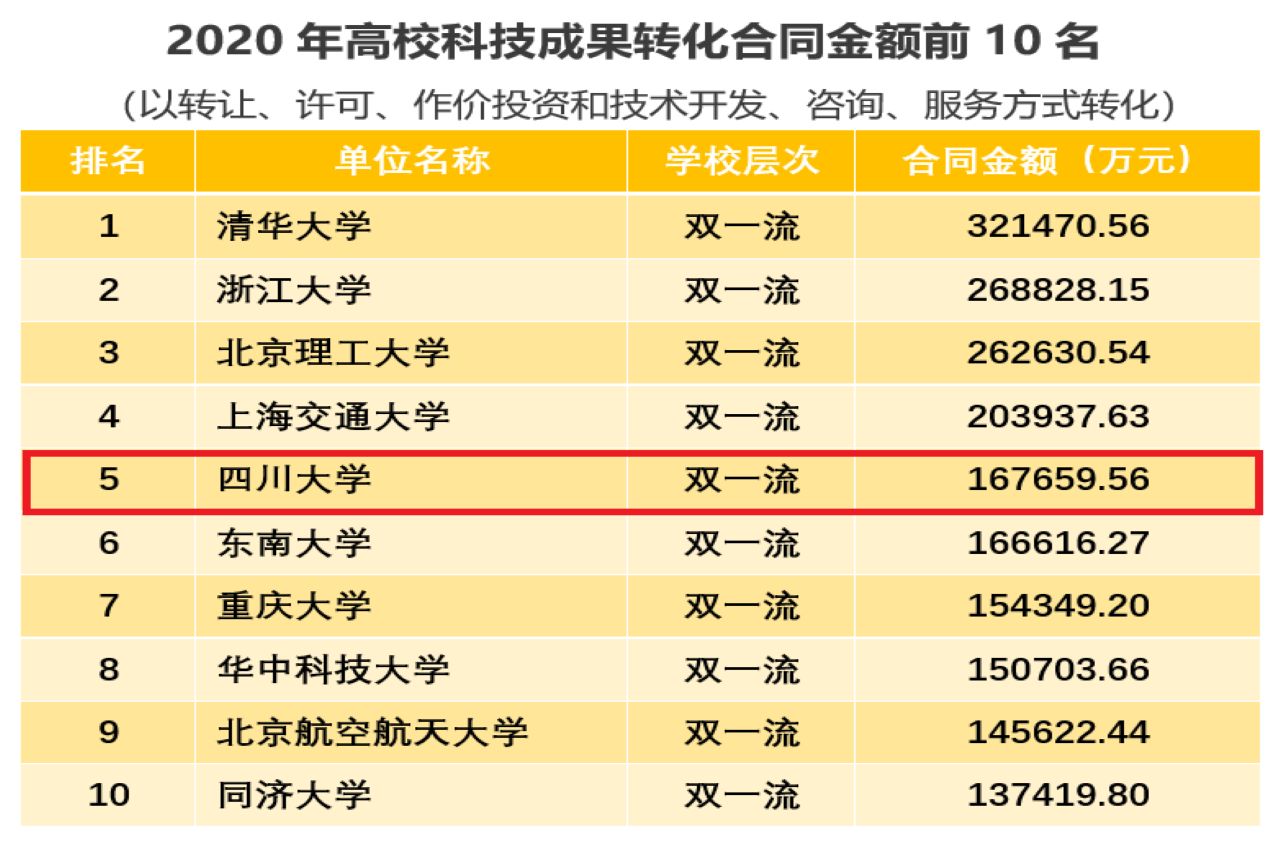 2020 年高校科技成果转化合同金额前 10 名
(以转让、许可、作价投资和技术开发、咨询、服务方式转化)
排名 单位名称 学校层次 合同金额（万元）
1 清华大学 双一流 321470.56
2 浙江大学 双一流 268828.15
3 北京理工大学 双一流 262630.54
4 上海交通大学 双一流 203937.63
5 四川大学 双一流 167659.56
6 东南大学 双一流 166616.27
7 重庆大学 双一流 154349.20
8 华中科技大学 双一流 150703.66
9 北京航空航天大学 双一流 145622.44
10 同济大学 双一流 137419.80